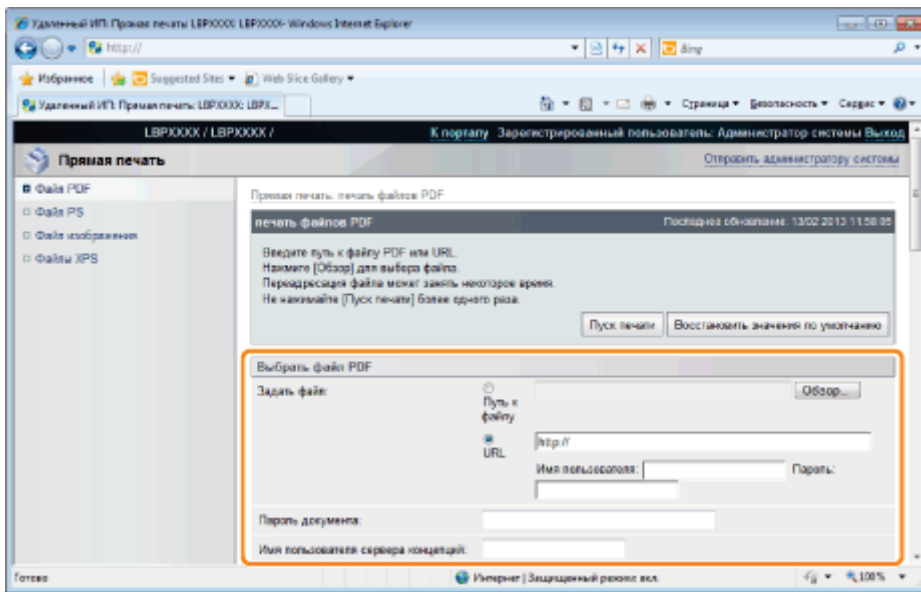 Удаленный ИП: Прямая печать: LBPXXXX: LBPXXXX - Windows Internet Explorer
http://
Bing
Избранное Suggested Sites Web Slice Gallery
Удаленный ИП: Прямая печать: LBPXXXX: LBPX... Страница Безопасность Сервис
LBPXXXX / LBPXXXX / К порталу Зарегистрированный пользователь: Администратор системы Выход
Прямая печать Отправить администратору системы
Файл PDF
Файл PS
Файл изображения
Файлы XPS
Прямая печать: печать файлов PDF
печать файлов PDF Последнее обновление: 13/02 2013 11:58:05
Введите путь к файлу PDF или URL.
Нажмите [Обзор] для выбора файла.
Переадресация файла может занять некоторое время.
Не нажимайте [Пуск печати] более одного раза.
Пуск печати Восстановить значения по умолчанию
Выбрать файл PDF
Задать файл: Путь к файлу Обзор...
URL http://
Имя пользователя: Пароль:
Пароль документа:
Имя пользователя сервера концепций:
Готово Интернет | Защищенный режим: вкл. 100%